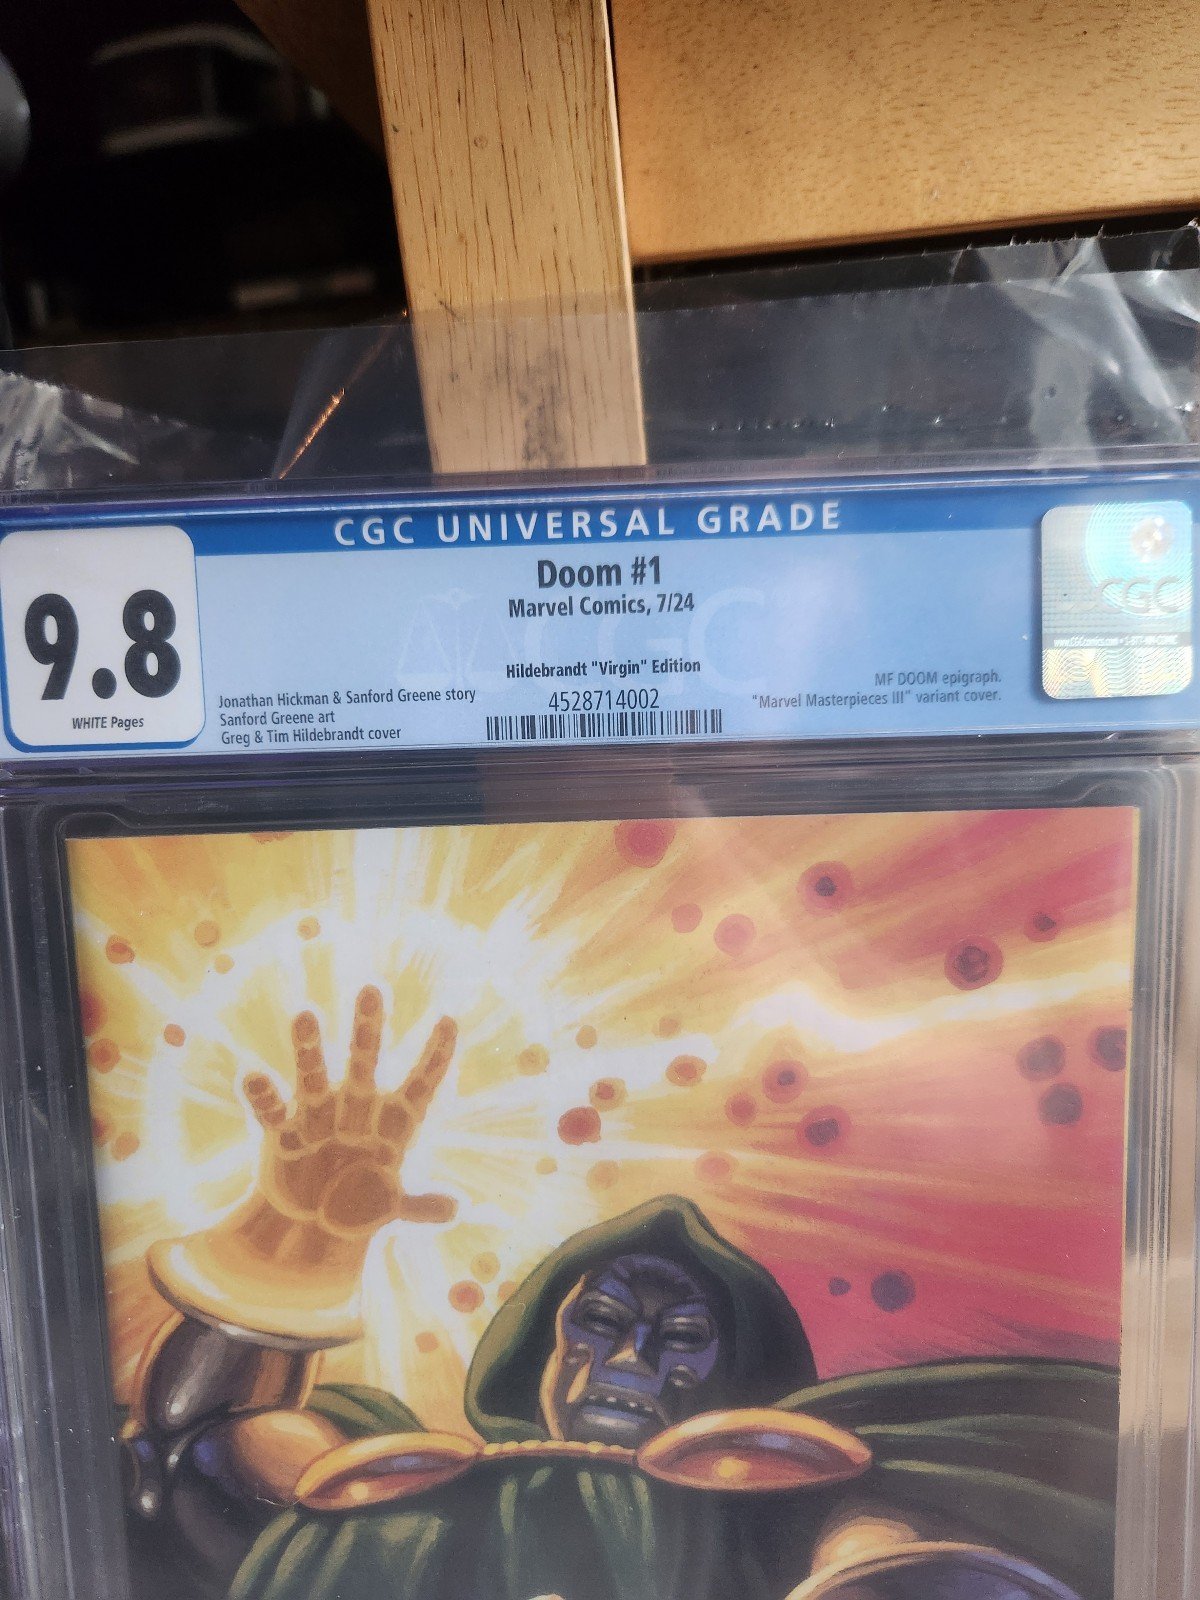 CGC UNIVERSAL GRADE
9.8
WHITE Pages
Doom #1
Marvel Comics, 7/24
Hildebrandt "Virgin" Edition
4528714002
Jonathan Hickman & Sanford Greene story
Sanford Greene art
Greg & Tim Hildebrandt cover
MF DOOM epigraph.
"Marvel Masterpieces III" variant cover.
CGC
CGC